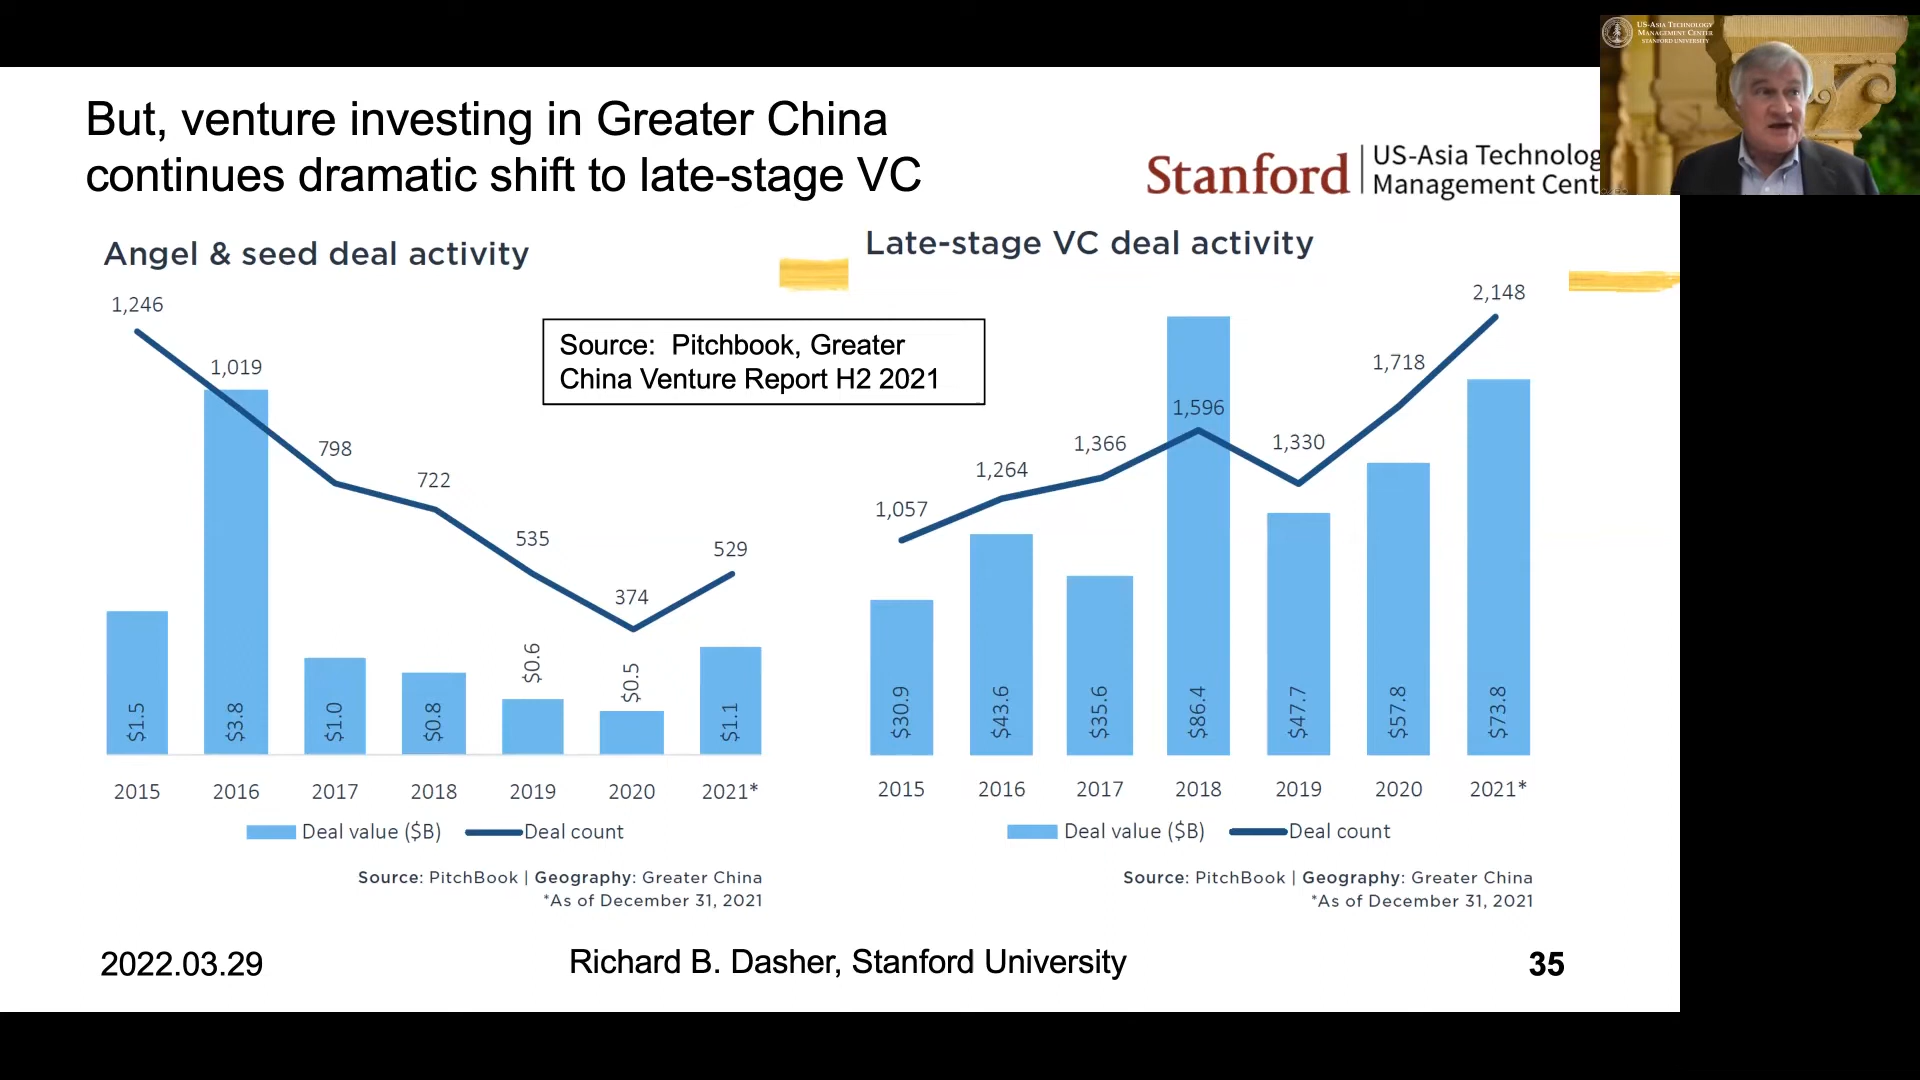 But, venture investing in Greater China
continues dramatic shift to late-stage VC
Stanford
US-Asia Technolog
Management Cent
US-ASIA TECHNOLOGY
MANAGEMENT CENTER
STANFORD UNIVERSITY
Angel & seed deal activity
1,246
1,019
798
722
535
374
529
$1.5
$3.8
$1.0
$0.8
$0.6
$0.5
$1.1
2015
2016
2017
2018
2019
2020
2021*
Deal value ($B)
Deal count
Source: PitchBook | Geography: Greater China
*As of December 31, 2021
Source: Pitchbook, Greater
China Venture Report H2 2021
Late-stage VC deal activity
1,057
1,264
1,366
1,596
1,330
1,718
2,148
$30.9
$43.6
$35.6
$86.4
$47.7
$57.8
$73.8
2015
2016
2017
2018
2019
2020
2021*
Deal value ($B)
Deal count
Source: PitchBook | Geography: Greater China
*As of December 31, 2021
2022.03.29
Richard B. Dasher, Stanford University
35